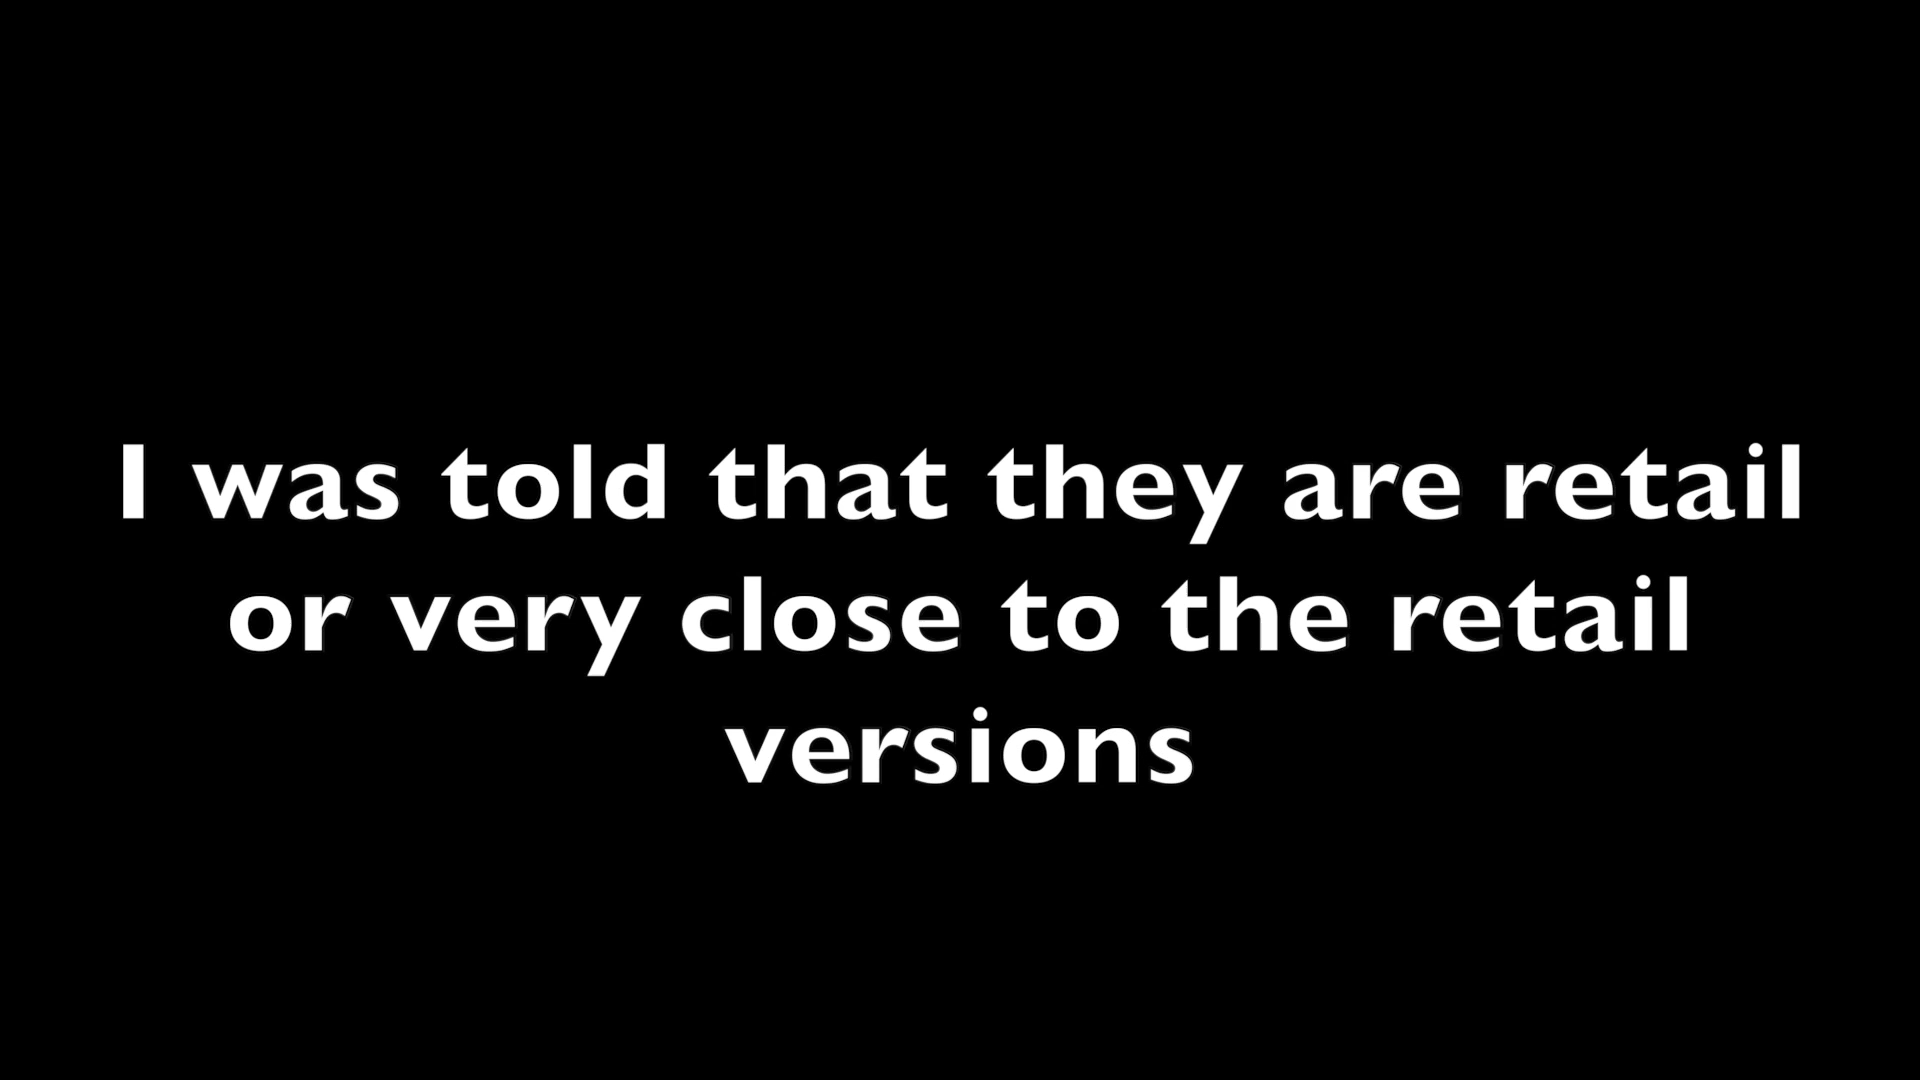 I was told that they are retail
or very close to the retail
versions